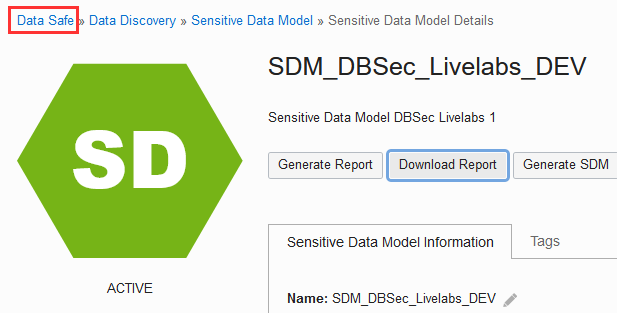 Data Safe » Data Discovery » Sensitive Data Model » Sensitive Data Model Details
SD
ACTIVE
SDM_DBSec_Livelabs_DEV
Sensitive Data Model DBSec Livelabs 1
Generate Report Download Report Generate SDM
Sensitive Data Model Information Tags
Name: SDM_DBSec_Livelabs_DEV